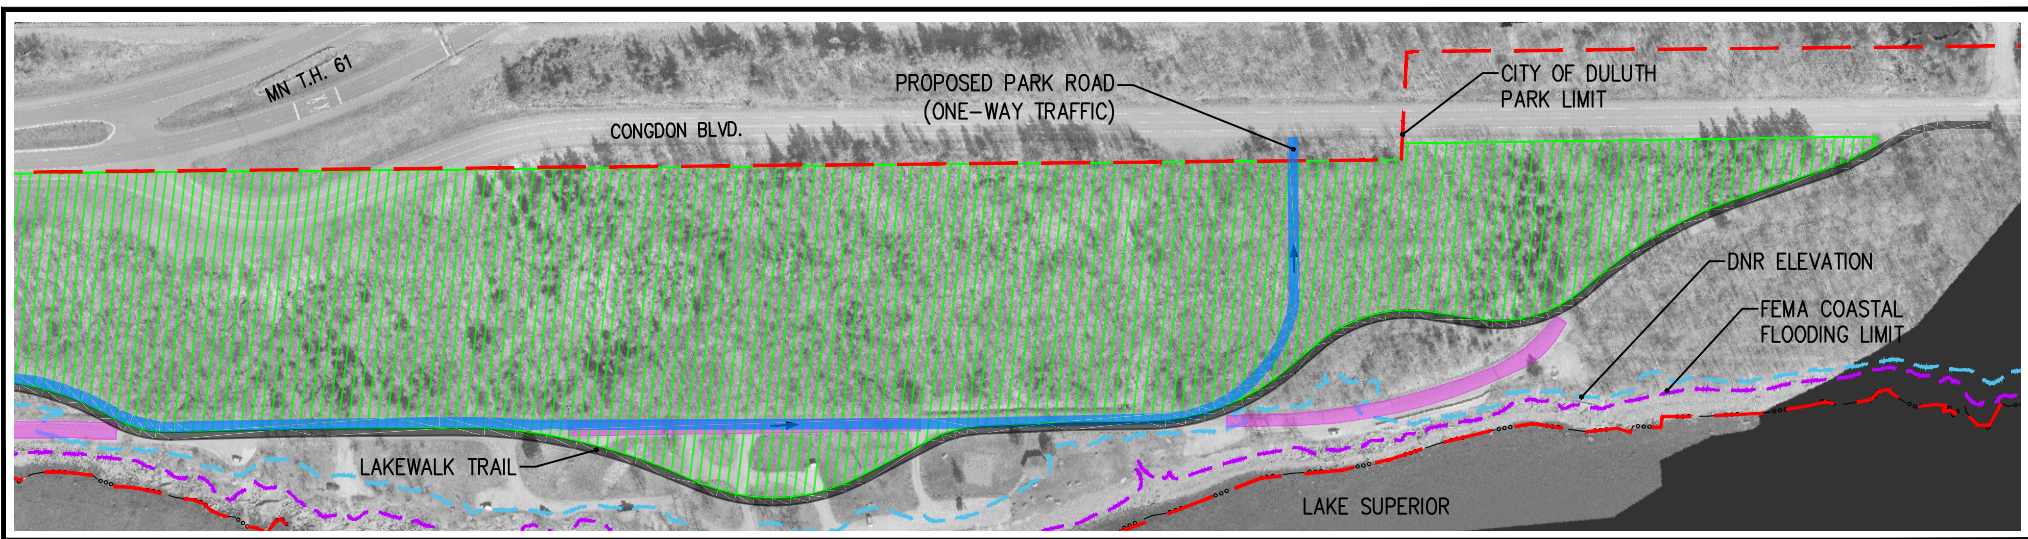 MN T.H. 61
CONGDON BLVD.
PROPOSED PARK ROAD
(ONE-WAY TRAFFIC)
CITY OF DULUTH
PARK LIMIT
DNR ELEVATION
FEMA COASTAL
FLOODING LIMIT
LAKEWALK TRAIL
LAKE SUPERIOR